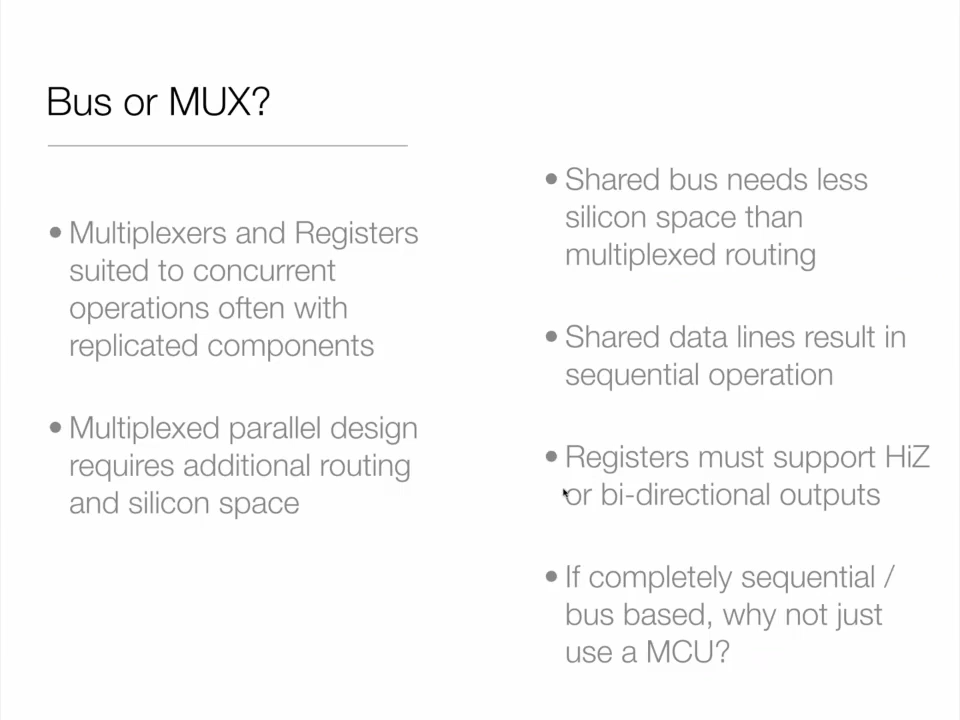 Bus or MUX?
• Multiplexers and Registers
suited to concurrent
operations often with
replicated components
• Multiplexed parallel design
requires additional routing
and silicon space
• Shared bus needs less
silicon space than
multiplexed routing
• Shared data lines result in
sequential operation
• Registers must support HiZ
or bi-directional outputs
• If completely sequential /
bus based, why not just
use a MCU?